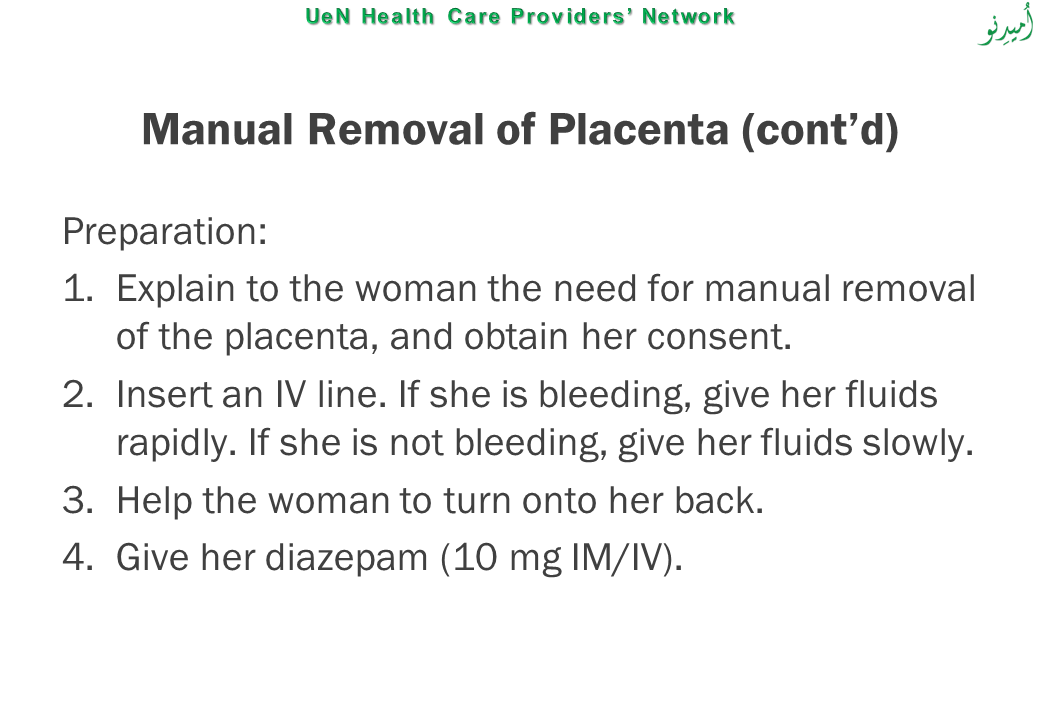 UeN Health Care Providers’ Network
اُمیدِنو
Manual Removal of Placenta (cont’d)
Preparation:
1. Explain to the woman the need for manual removal
of the placenta, and obtain her consent.
2. Insert an IV line. If she is bleeding, give her fluids
rapidly. If she is not bleeding, give her fluids slowly.
3. Help the woman to turn onto her back.
4. Give her diazepam (10 mg IM/IV).